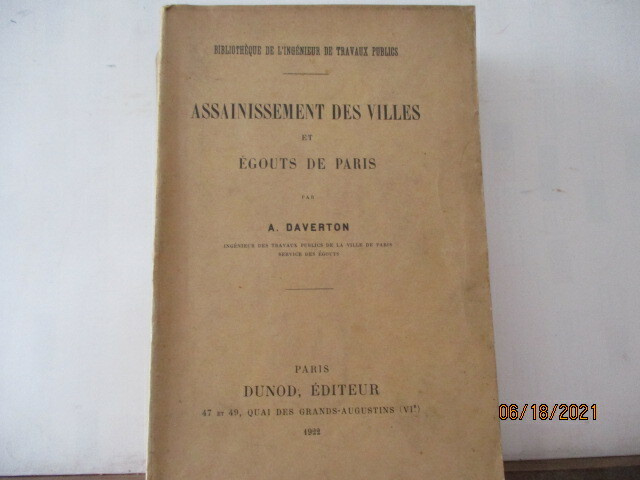 BIBLIOTHÈQUE DE L'INGÉNIEUR DE TRAVAUX PUBLICS
ASSAINISSEMENT DES VILLES
ET
ÉGOUTS DE PARIS
PAR
A. DAVERTON
INGÉNIEUR DES TRAVAUX PUBLICS DE LA VILLE DE PARIS
SERVICE DES ÉGOUTS
PARIS
DUNOD, ÉDITEUR
47 ET 49, QUAI DES GRANDS-AUGUSTINS (VIe)
1922
06/18/2021